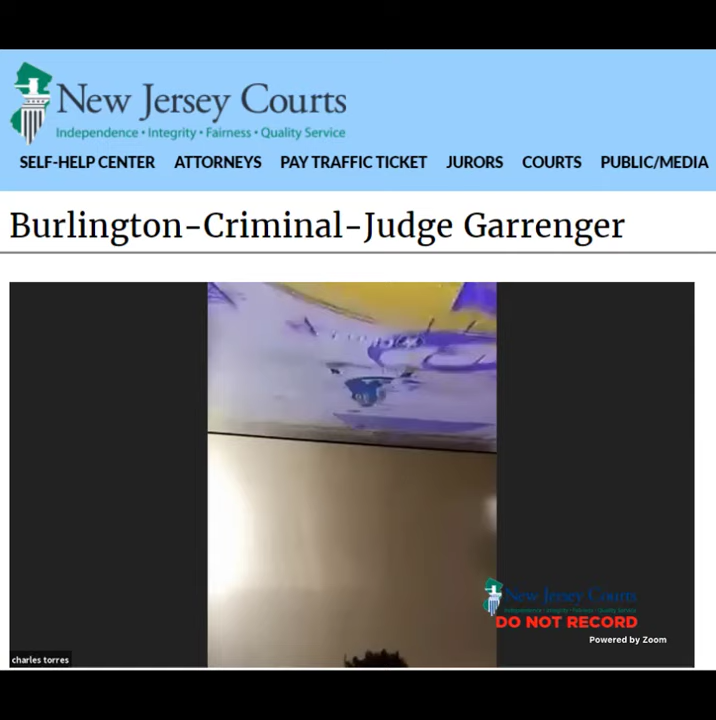 New Jersey Courts
Independence • Integrity • Fairness • Quality Service
SELF-HELP CENTER ATTORNEYS PAY TRAFFIC TICKET JURORS COURTS PUBLIC/MEDIA
Burlington-Criminal-Judge Garrenger
New Jersey Courts
Independence • Integrity • Fairness • Quality Service
DO NOT RECORD
Powered by Zoom
charles torres